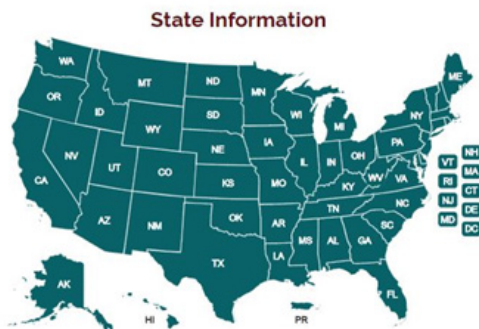 State Information
WA
MT
ND
MN
ME
OR
ID
SD
WI
NY
MI
WY
NE
IA
PA
NV
UT
CO
IL
IN
OH
CA
KS
MO
KY
WV
VA
AZ
NM
OK
AR
TN
NC
TX
LA
MS
AL
GA
SC
FL
AK
HI
PR
VT
NH
RI
MA
NJ
CT
MD
DE
DC